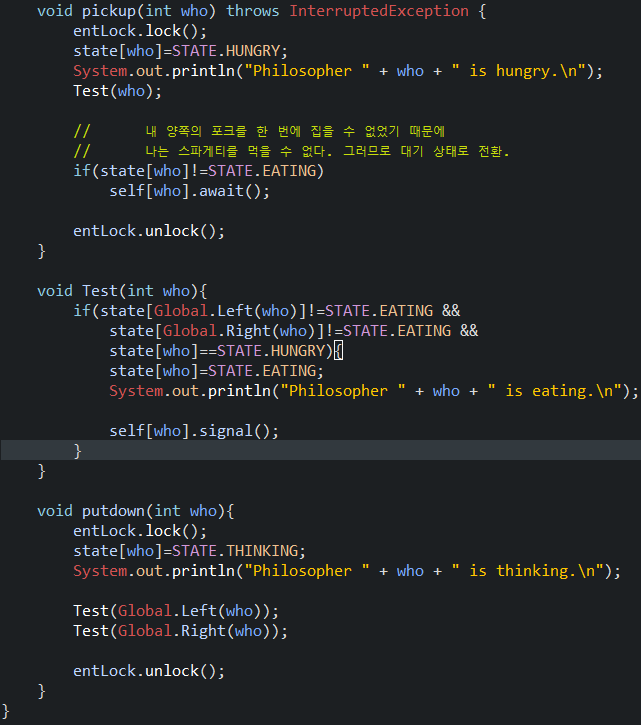 void pickup(int who) throws InterruptedException {
entLock.lock();
state[who]=STATE.HUNGRY;
System.out.println("Philosopher " + who + " is hungry.\n");
Test(who);
// 내 양쪽의 포크를 한 번에 집을 수 없었기 때문에
// 나는 스파게티를 먹을 수 없다. 그러므로 대기 상태로 전환.
if(state[who]!=STATE.EATING)
self[who].await();
entLock.unlock();
}
void Test(int who){
if(state[Global.Left(who)]!=STATE.EATING &&
state[Global.Right(who)]!=STATE.EATING &&
state[who]==STATE.HUNGRY){
state[who]=STATE.EATING;
System.out.println("Philosopher " + who + " is eating.\n");
self[who].signal();
}
}
void putdown(int who){
entLock.lock();
state[who]=STATE.THINKING;
System.out.println("Philosopher " + who + " is thinking.\n");
Test(Global.Left(who));
Test(Global.Right(who));
entLock.unlock();
}
}